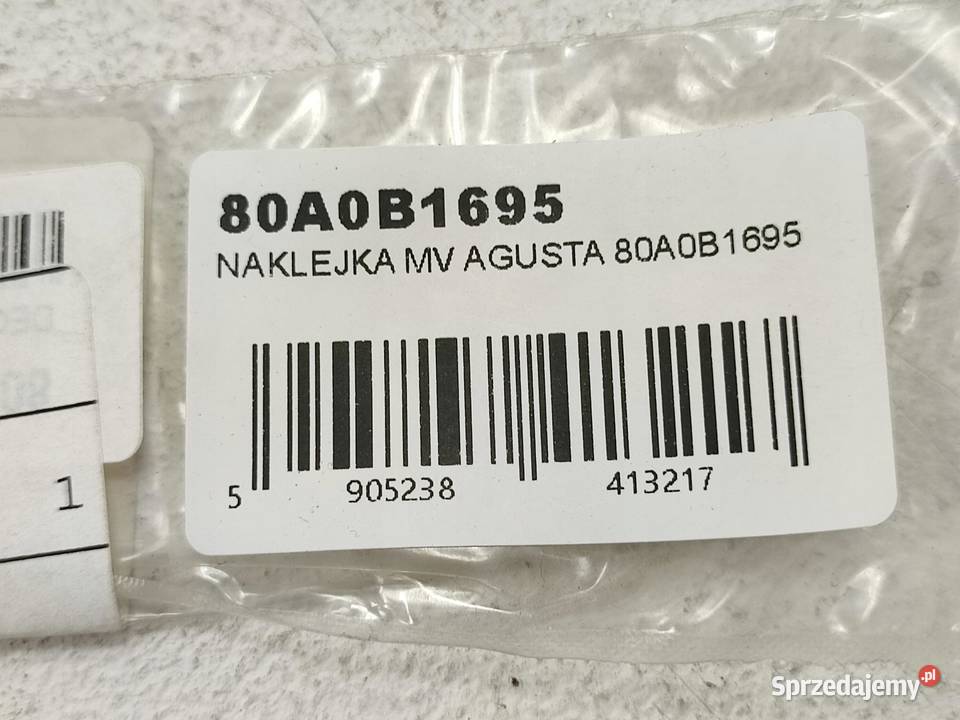 80A0B1695
NAKLEJKA MV AGUSTA 80A0B1695
5 905238 413217
1
Sprzedajemy.pl